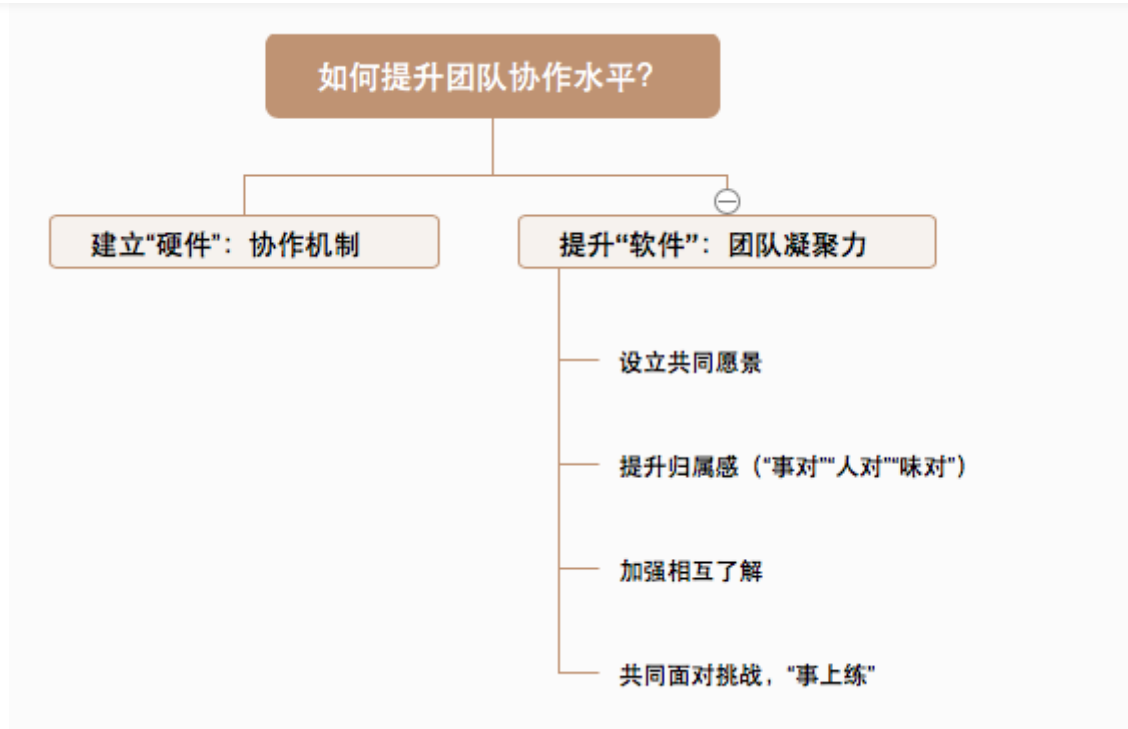 如何提升团队协作水平？
建立“硬件”：协作机制
提升“软件”：团队凝聚力
设立共同愿景
提升归属感（“事对”“人对”“味对”）
加强相互了解
共同面对挑战，“事上练”